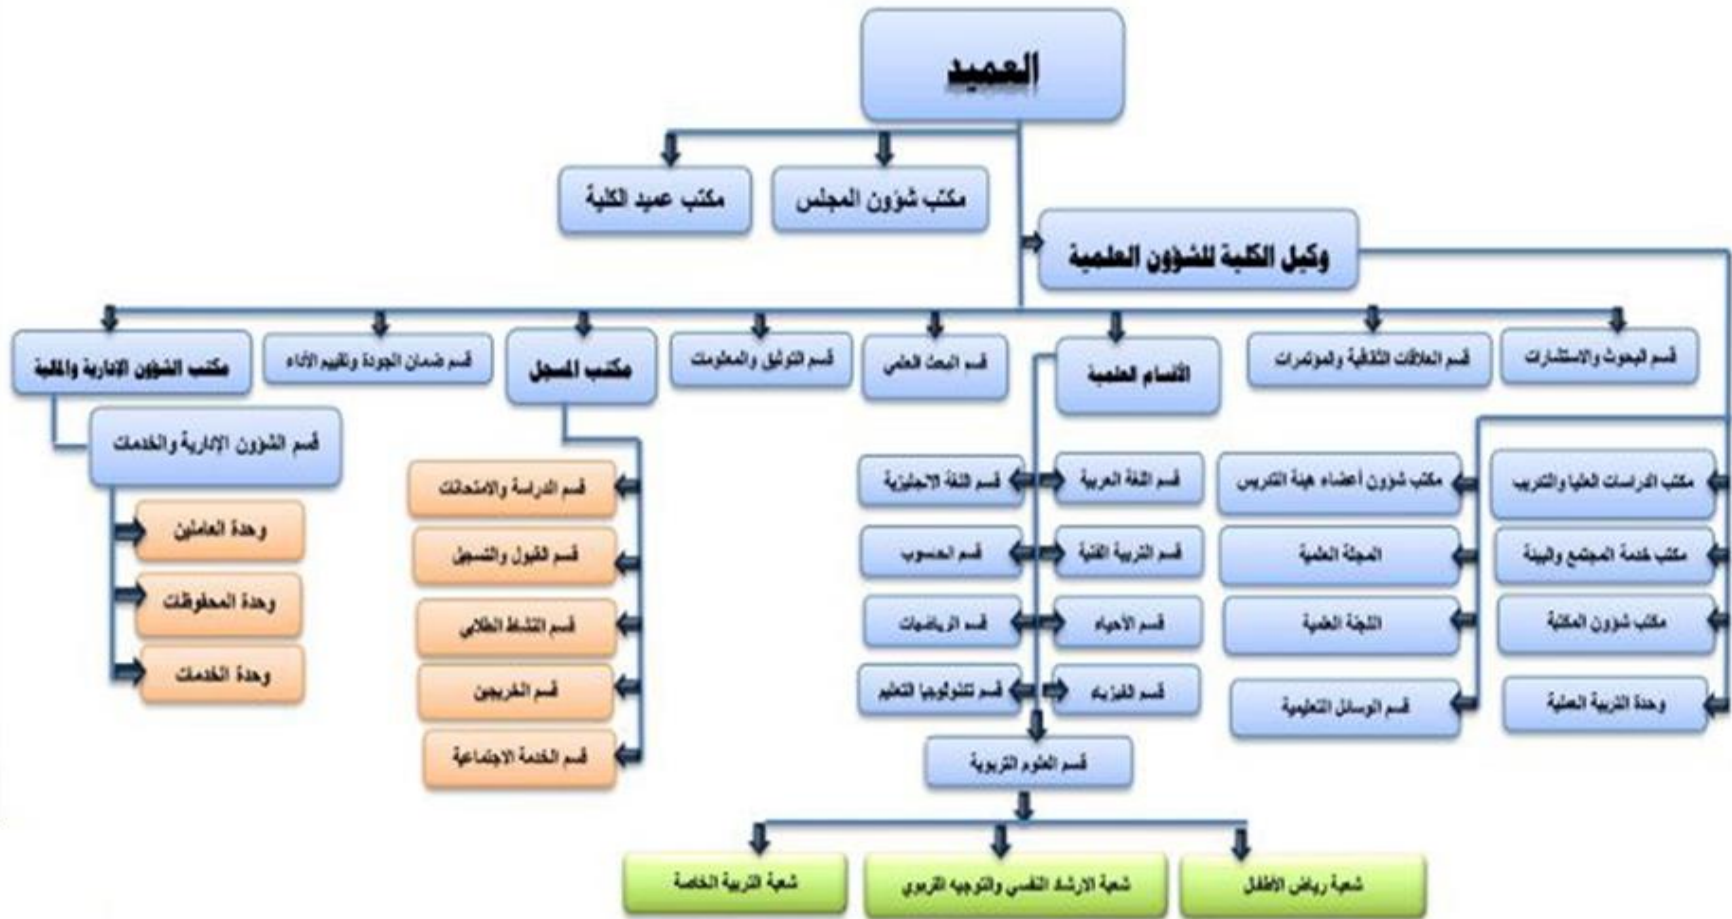 العميد
مكتب شؤون المجلس
مكتب عميد الكلية
وكيل الكلية للشؤون العلمية
قسم البحوث والاستشارات
قسم العلاقات الثقافية والمؤتمرات
الأقسام العلمية
قسم البحث العلمي
قسم التوثيق والمعلومات
مكتب المسجل
قسم ضمان الجودة وتقييم الأداء
مكتب الشؤون الإدارية والمالية
قسم الشؤون الإدارية والخدمات
مكتب الدراسات العليا والتدريب
مكتب شؤون أعضاء هيئة التدريس
قسم اللغة العربية
قسم اللغة الانجليزية
قسم الدراسة والامتحانات
وحدة العاملين
مكتب خدمة المجتمع والبيئة
المجلة العلمية
قسم التربية الفنية
قسم الحسوب
قسم القبول والتسجيل
وحدة المحفوظات
مكتب شؤون المكتبة
اللجنة العلمية
قسم الأحياء
قسم الرياضيات
قسم النشاط الطلابي
وحدة الخدمات
وحدة التربية العملية
قسم الوسائل التعليمية
قسم الفيزياء
قسم تكنولوجيا التعليم
قسم الخريجين
قسم الخدمة الاجتماعية
قسم العلوم التربوية
شعبة رياض الأطفال
شعبة الارشاد النفسي والتوجيه التربوي
شعبة التربية الخاصة